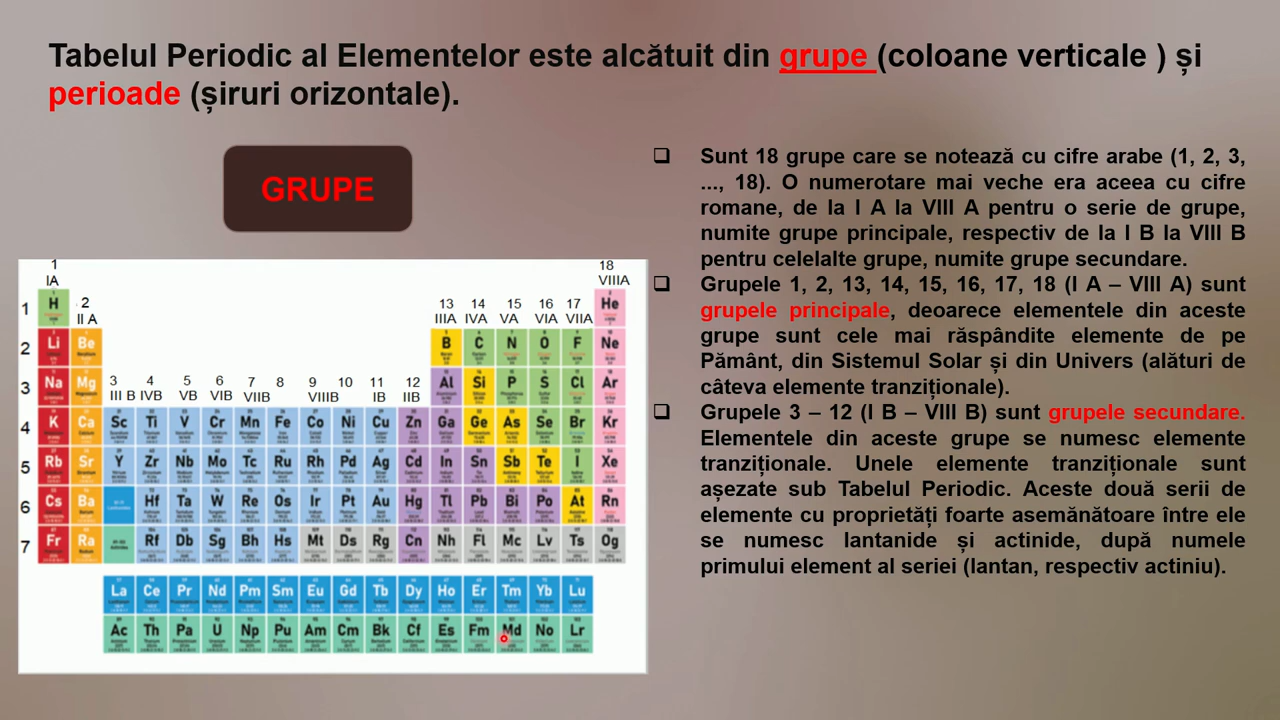 Tabelul Periodic al Elementelor este alcătuit din grupe (coloane verticale ) și
perioade (șiruri orizontale).
GRUPE
❑ Sunt 18 grupe care se notează cu cifre arabe (1, 2, 3,
..., 18). O numerotare mai veche era aceea cu cifre
romane, de la I A la VIII A pentru o serie de grupe,
numite grupe principale, respectiv de la I B la VIII B
pentru celelalte grupe, numite grupe secundare.
❑ Grupele 1, 2, 13, 14, 15, 16, 17, 18 (I A – VIII A) sunt
grupele principale, deoarece elementele din aceste
grupe sunt cele mai răspândite elemente de pe
Pământ, din Sistemul Solar și din Univers (alături de
câteva elemente tranziționale).
❑ Grupele 3 – 12 (I B – VIII B) sunt grupele secundare.
Elementele din aceste grupe se numesc elemente
tranziționale. Unele elemente tranziționale sunt
așezate sub Tabelul Periodic. Aceste două serii de
elemente cu proprietăți foarte asemănătoare între ele
se numesc lantanide și actinide, după numele
primului element al seriei (lantan, respectiv actiniu).
1 18
IA VIIIA
2 13 14 15 16 17
II A IIIA IVA VA VIA VIIA
3 4 5 6 7 8 9 10 11 12
III B IVB VB VIB VIIB VIIIB IB IIB
1 H He
2 Li Be B C N O F Ne
3 Na Mg Al Si P S Cl Ar
4 K Ca Sc Ti V Cr Mn Fe Co Ni Cu Zn Ga Ge As Se Br Kr
5 Rb Sr Y Zr Nb Mo Tc Ru Rh Pd Ag Cd In Sn Sb Te I Xe
6 Cs Ba Hf Ta W Re Os Ir Pt Au Hg Tl Pb Bi Po At Rn
7 Fr Ra Rf Db Sg Bh Hs Mt Ds Rg Cn Nh Fl Mc Lv Ts Og
La Ce Pr Nd Pm Sm Eu Gd Tb Dy Ho Er Tm Yb Lu
Ac Th Pa U Np Pu Am Cm Bk Cf Es Fm Md No Lr